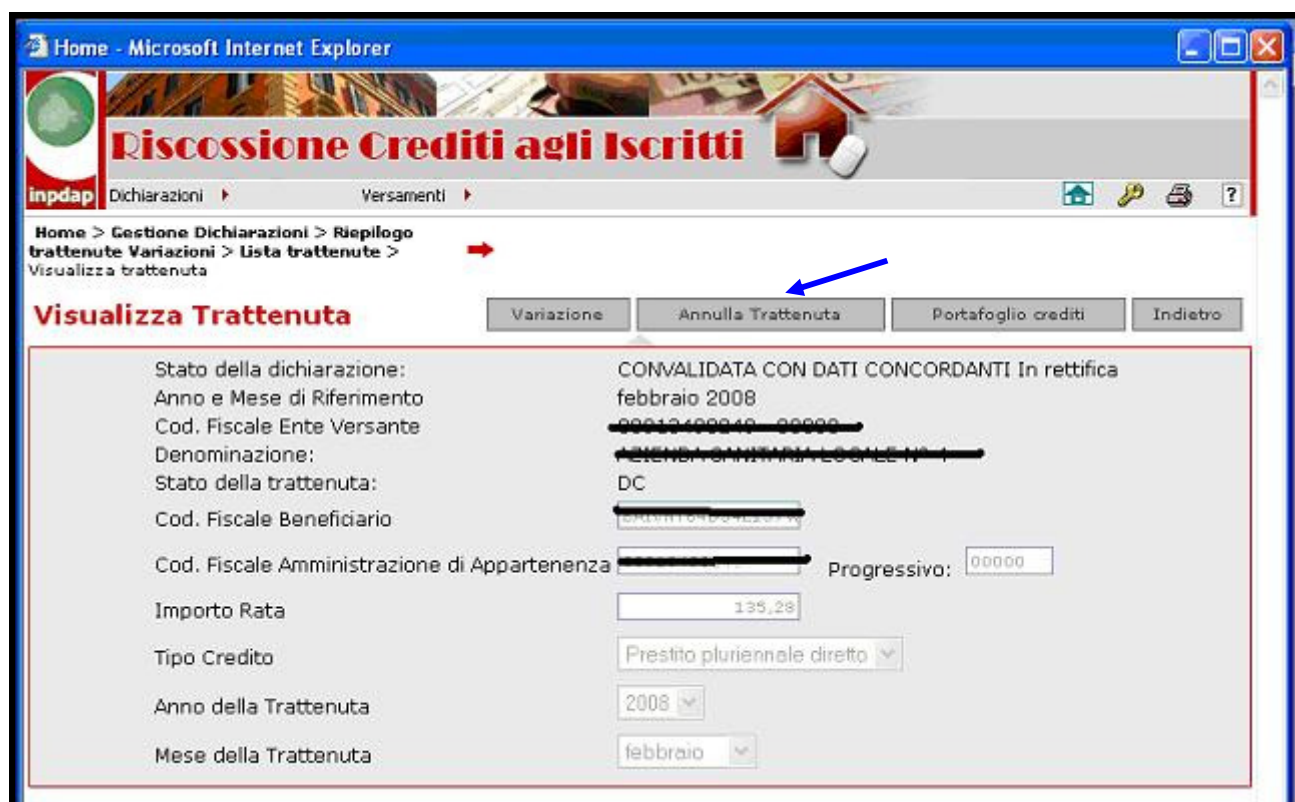 Home - Microsoft Internet Explorer
Riscossione Crediti agli Iscritti
inpdap Dichiarazioni Versamenti ?
Home > Gestione Dichiarazioni > Riepilogo
trattenute Variazioni > Lista trattenute >
Visualizza trattenuta
Visualizza Trattenuta Variazione Annulla Trattenuta Portafoglio crediti Indietro
Stato della dichiarazione: CONVALIDATA CON DATI CONCORDANTI In rettifica
Anno e Mese di Riferimento febbraio 2008
Cod. Fiscale Ente Versante
Denominazione:
Stato della trattenuta: DC
Cod. Fiscale Beneficiario
Cod. Fiscale Amministrazione di Appartenenza Progressivo: 00000
Importo Rata 135,28
Tipo Credito Prestito pluriennale diretto
Anno della Trattenuta 2008
Mese della Trattenuta febbraio